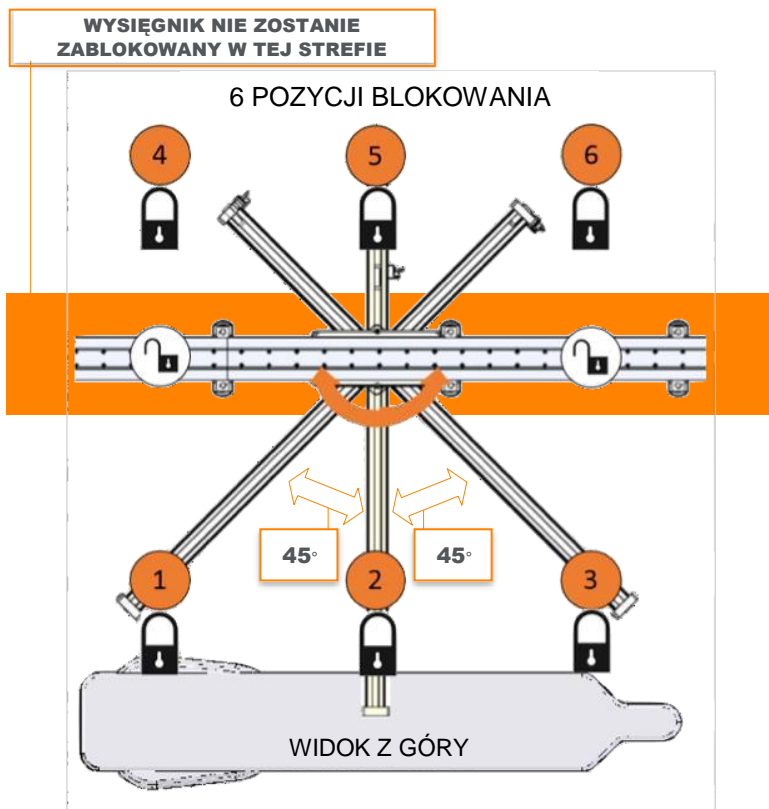 WYSIĘGNIK NIE ZOSTANIE
ZABLOKOWANY W TEJ STREFIE
6 POZYCJI BLOKOWANIA
4
5
6
45°
45°
1
2
3
WIDOK Z GÓRY